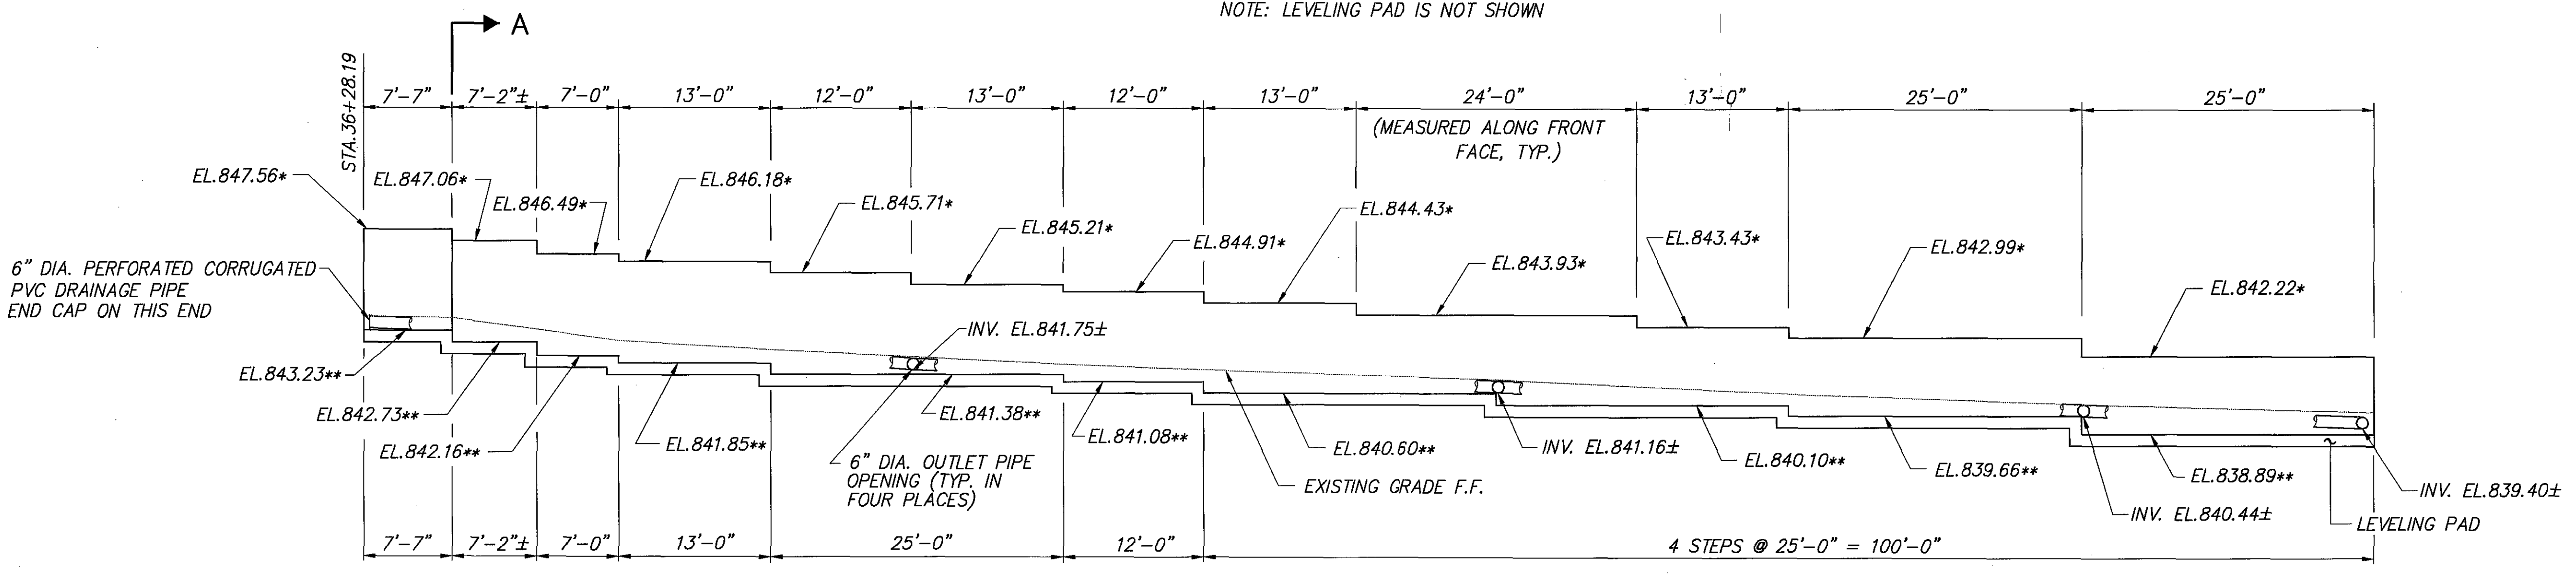 NOTE: LEVELING PAD IS NOT SHOWN
A
STA.36+28.19
7'-7" 7'-2"± 7'-0" 13'-0" 12'-0" 13'-0" 12'-0" 13'-0" 24'-0" 13'-0" 25'-0" 25'-0"
(MEASURED ALONG FRONT
FACE, TYP.)
EL.847.56*
EL.847.06*
EL.846.49*
EL.846.18*
EL.845.71*
EL.845.21*
EL.844.91*
EL.844.43*
EL.843.93*
EL.843.43*
EL.842.99*
EL.842.22*
6" DIA. PERFORATED CORRUGATED
PVC DRAINAGE PIPE
END CAP ON THIS END
INV. EL.841.75±
EL.843.23**
EL.842.73**
EL.842.16**
EL.841.85**
6" DIA. OUTLET PIPE
OPENING (TYP. IN
FOUR PLACES)
EL.841.38**
EL.841.08**
EL.840.60**
EXISTING GRADE F.F.
INV. EL.841.16±
EL.840.10**
EL.839.66**
EL.838.89**
INV. EL.840.44±
INV. EL.839.40±
LEVELING PAD
7'-7" 7'-2"± 7'-0" 13'-0" 25'-0" 12'-0" 4 STEPS @ 25'-0" = 100'-0"